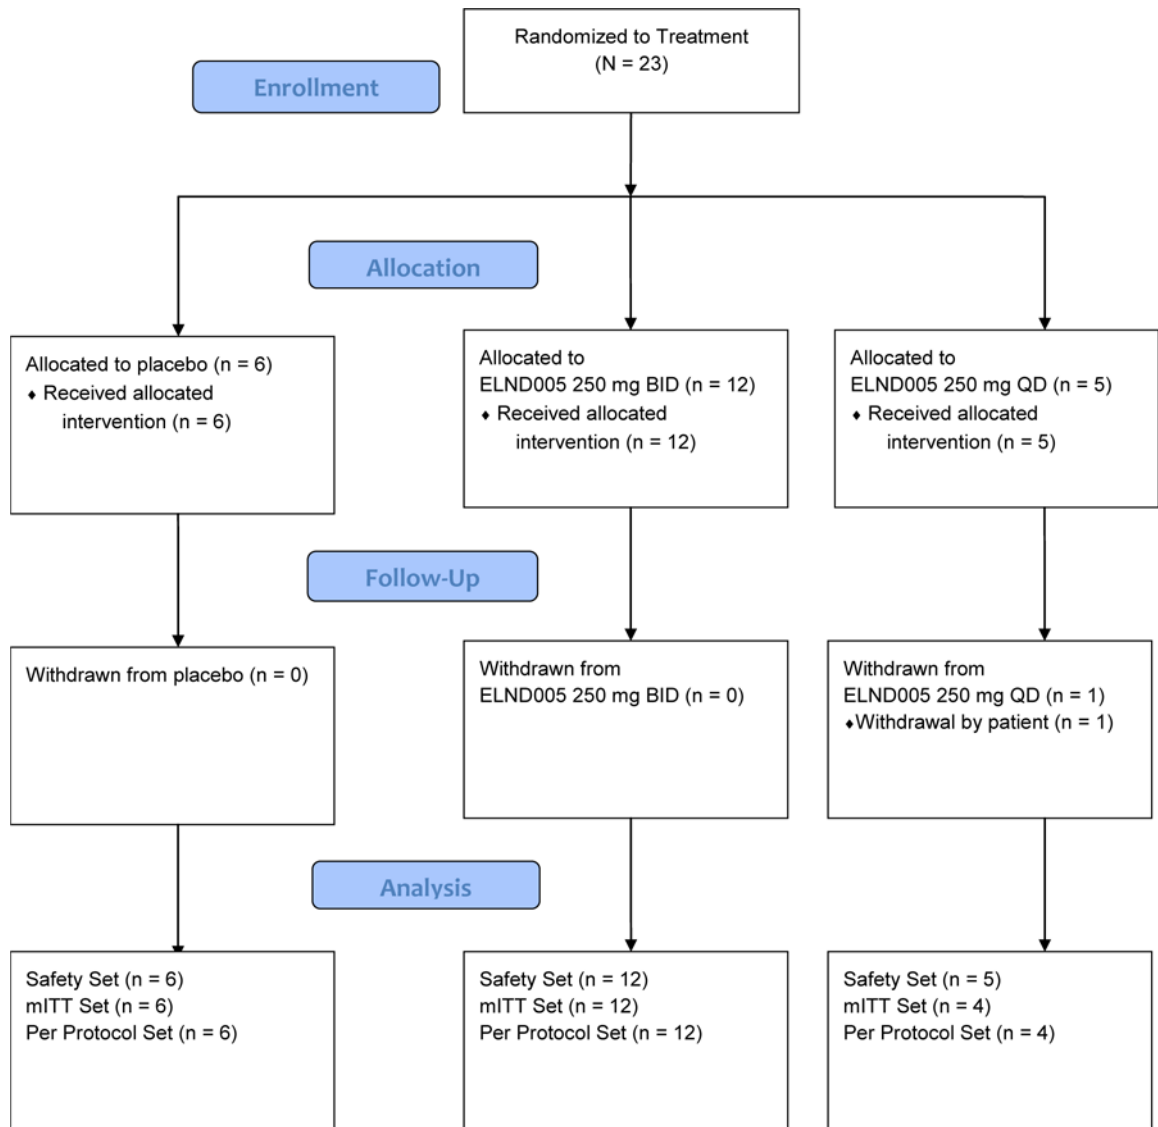 Randomized to Treatment
(N = 23)
Enrollment
Allocation
Allocated to placebo (n = 6)
♦ Received allocated
intervention (n = 6)
Allocated to
ELND005 250 mg BID (n = 12)
♦ Received allocated
intervention (n = 12)
Allocated to
ELND005 250 mg QD (n = 5)
♦ Received allocated
intervention (n = 5)
Follow-Up
Withdrawn from placebo (n = 0)
Withdrawn from
ELND005 250 mg BID (n = 0)
Withdrawn from
ELND005 250 mg QD (n = 1)
♦Withdrawal by patient (n = 1)
Analysis
Safety Set (n = 6)
mITT Set (n = 6)
Per Protocol Set (n = 6)
Safety Set (n = 12)
mITT Set (n = 12)
Per Protocol Set (n = 12)
Safety Set (n = 5)
mITT Set (n = 4)
Per Protocol Set (n = 4)